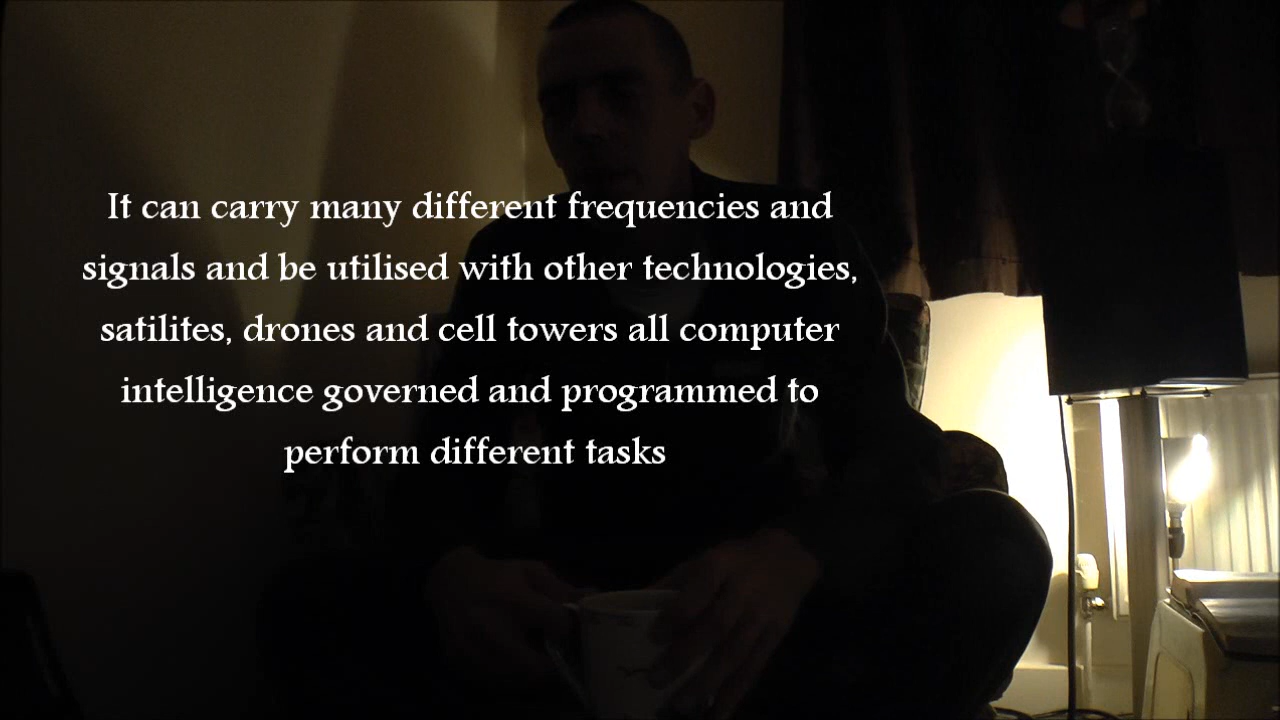 It can carry many different frequencies and
signals and be utilised with other technologies,
satilites, drones and cell towers all computer
intelligence governed and programmed to
perform different tasks